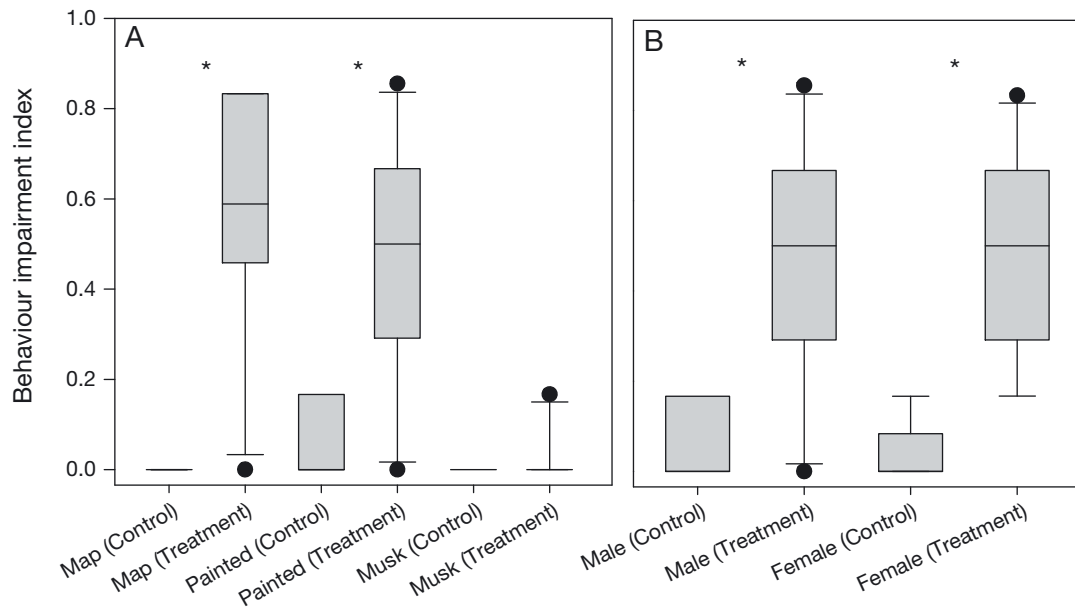 A
B
*
*
*
*
Behaviour impairment index
1.0
0.8
0.6
0.4
0.2
0.0
Map (Control)
Map (Treatment)
Painted (Control)
Painted (Treatment)
Musk (Control)
Musk (Treatment)
Male (Control)
Male (Treatment)
Female (Control)
Female (Treatment)